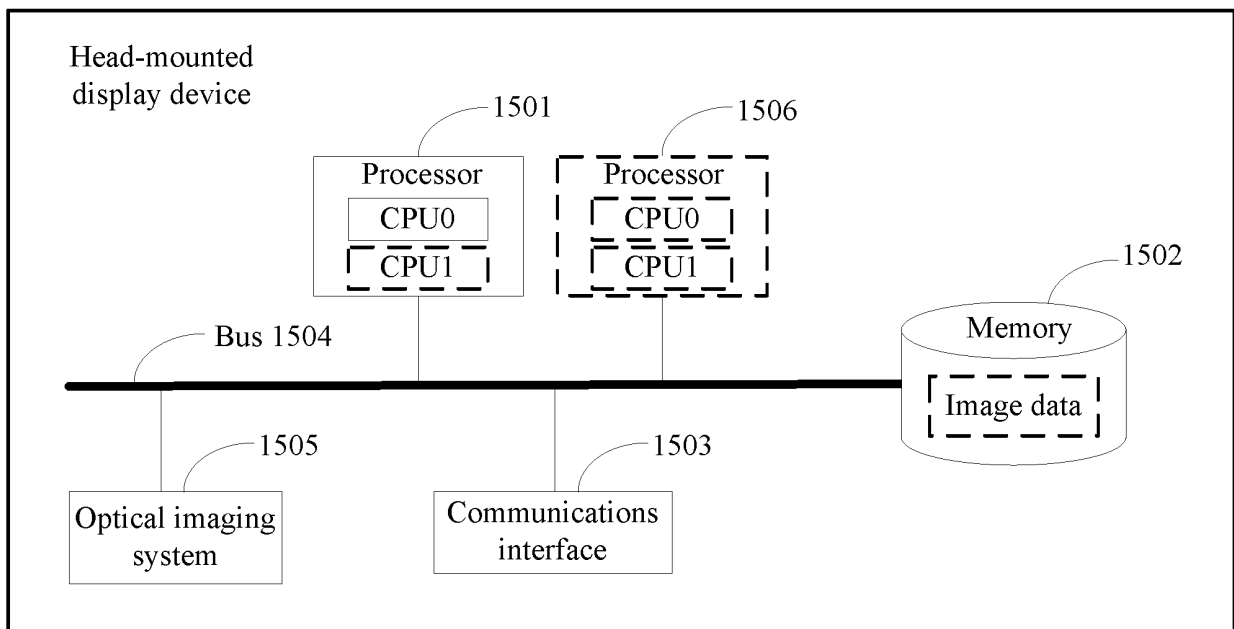 Head-mounted
display device
1501
1506
Processor
CPU0
CPU1
Processor
CPU0
CPU1
1502
Memory
Image data
Bus 1504
1505
Optical imaging
system
1503
Communications
interface